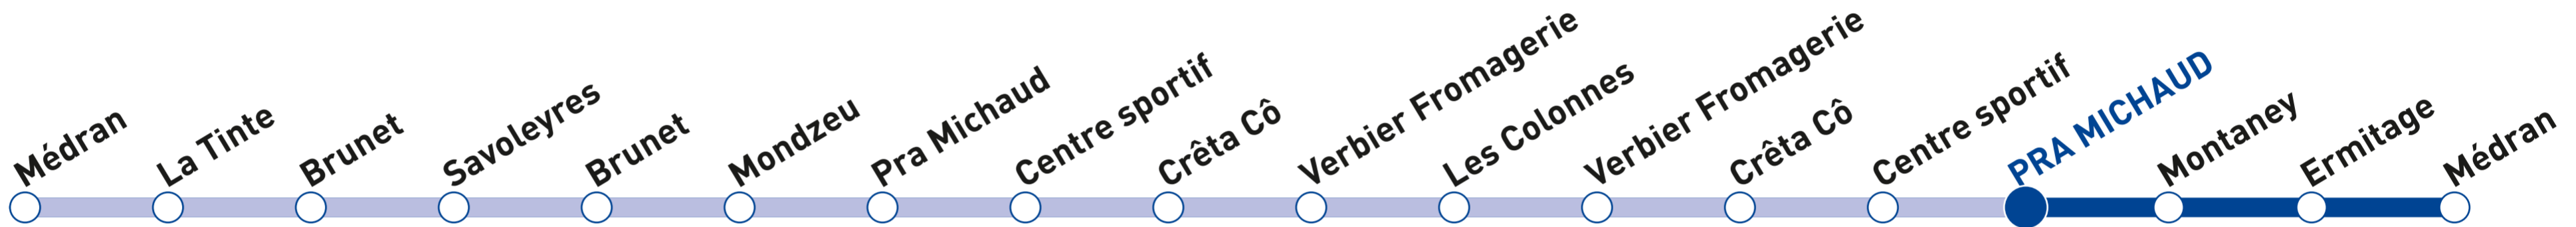 Médran
La Tinte
Brunet
Savoleyres
Brunet
Mondzeu
Pra Michaud
Centre sportif
Crêta Cô
Verbier Fromagerie
Les Colonnes
Verbier Fromagerie
Crêta Cô
Centre sportif
PRA MICHAUD
Montaney
Ermitage
Médran